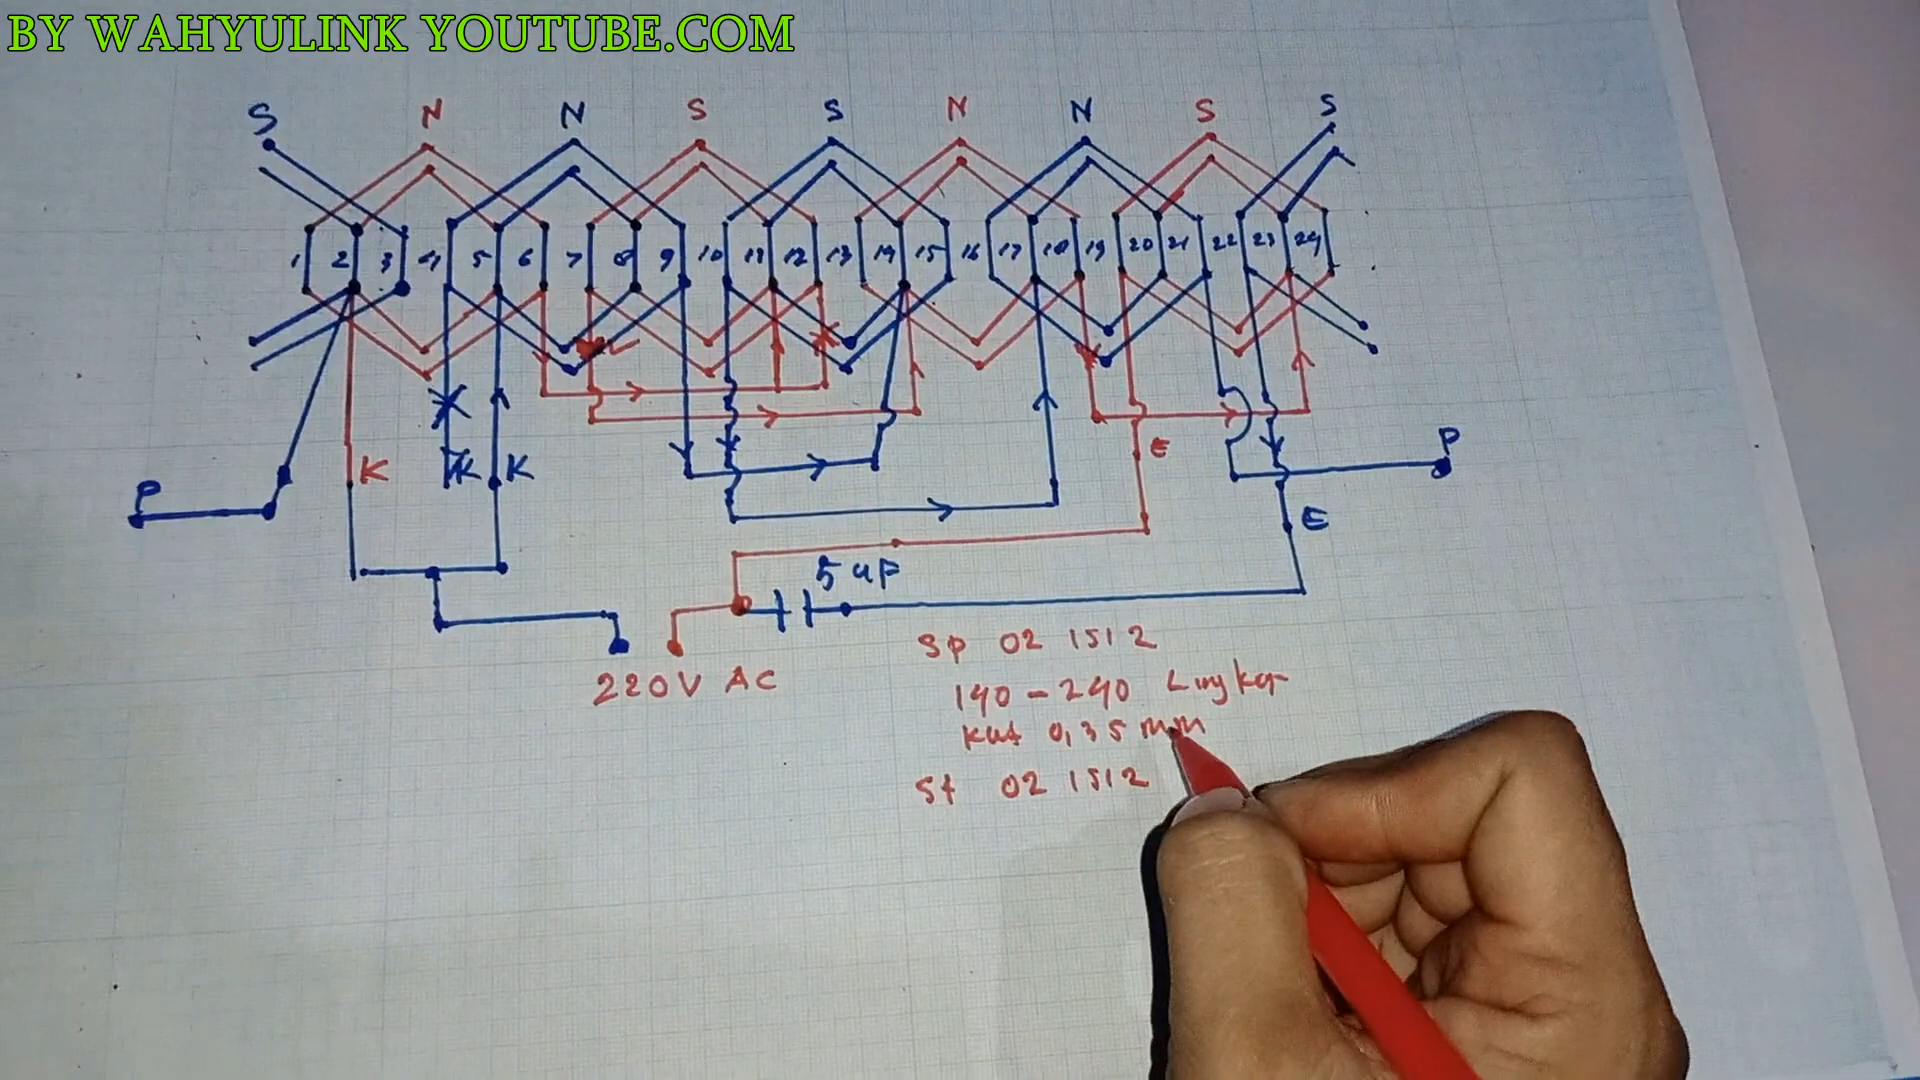 BY WAHYULINK YOUTUBE.COM
S N N S S N N S S
1 2 3 4 5 6 7 8 9 10 11 12 13 14 15 16 17 18 19 20 21 22 23 24
P K K K E P
E
5 uF
220V AC
Sp 02 1512
140-240 Lingkar
Kat 0,35 mm
St 02 1512